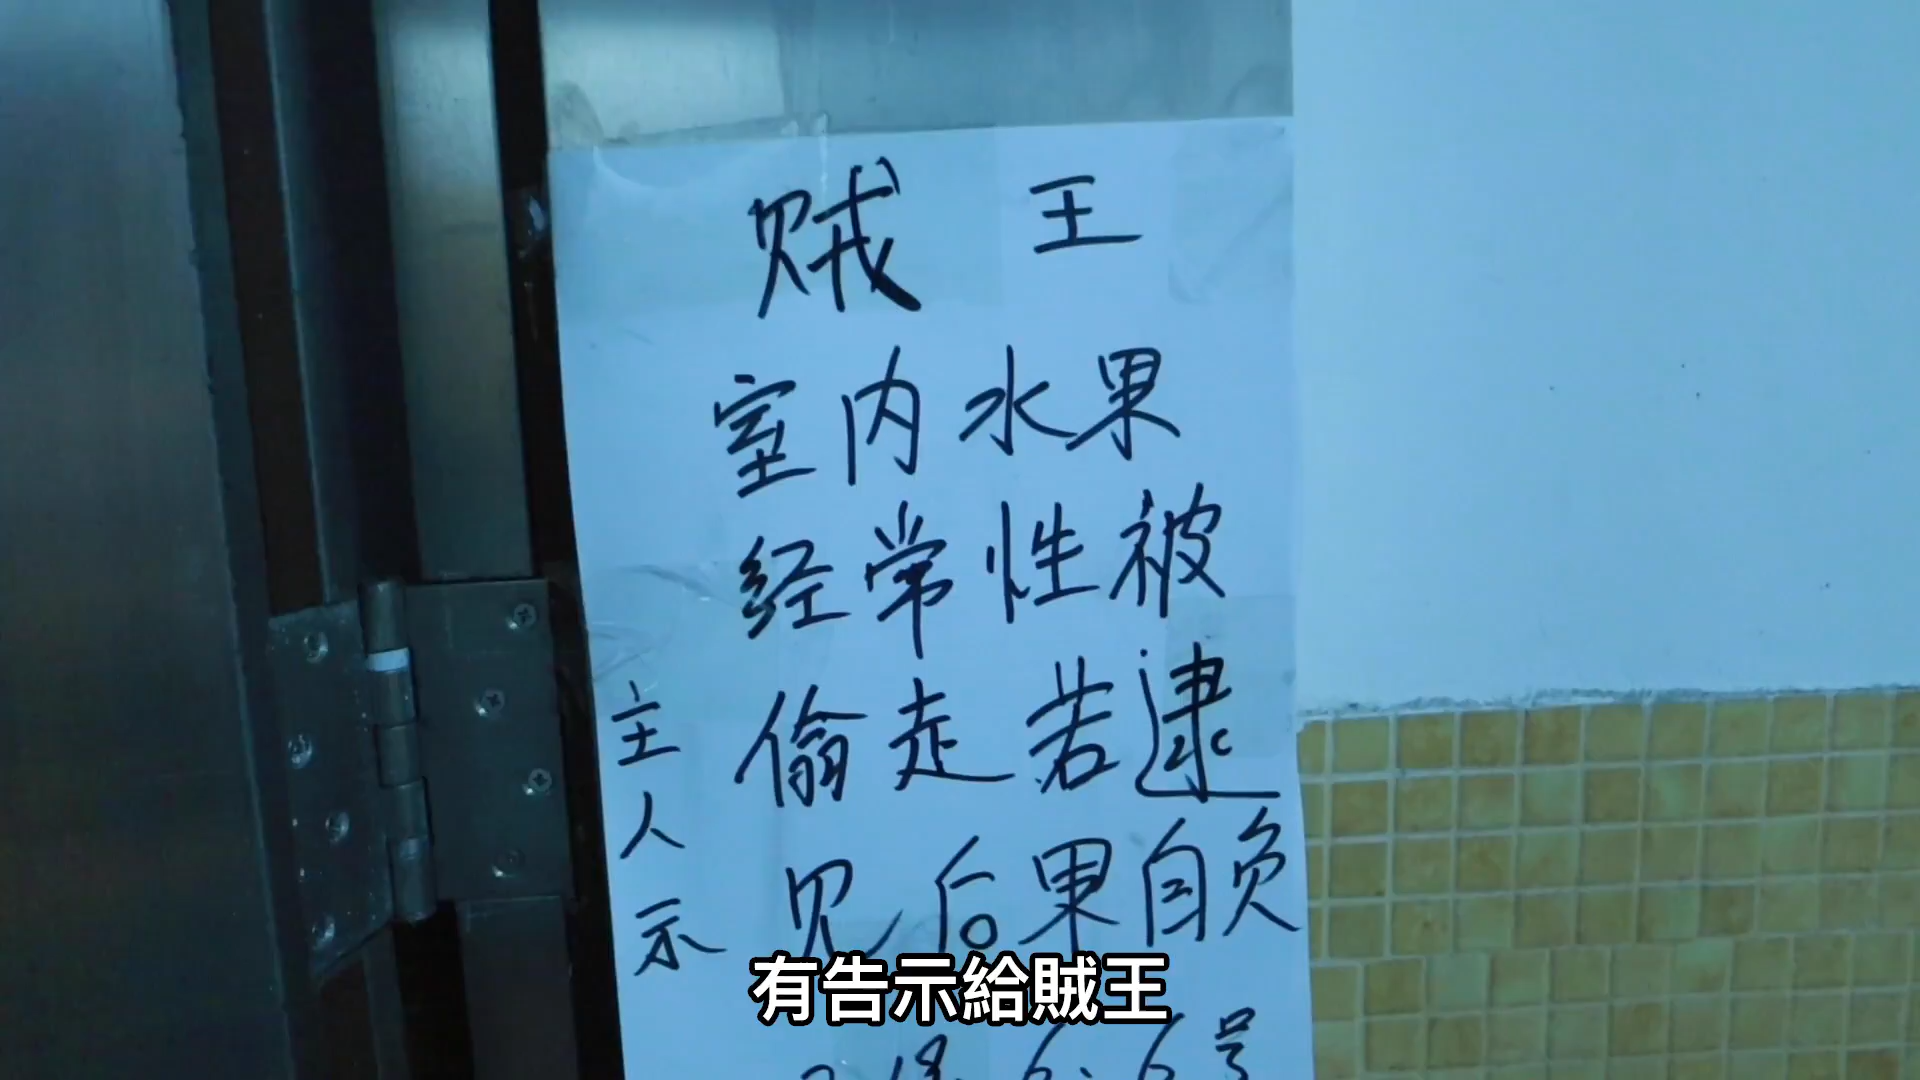 贼 王
室内水果
经常性被
偷走若逮
见后果自负
主人示
有告示給賊王